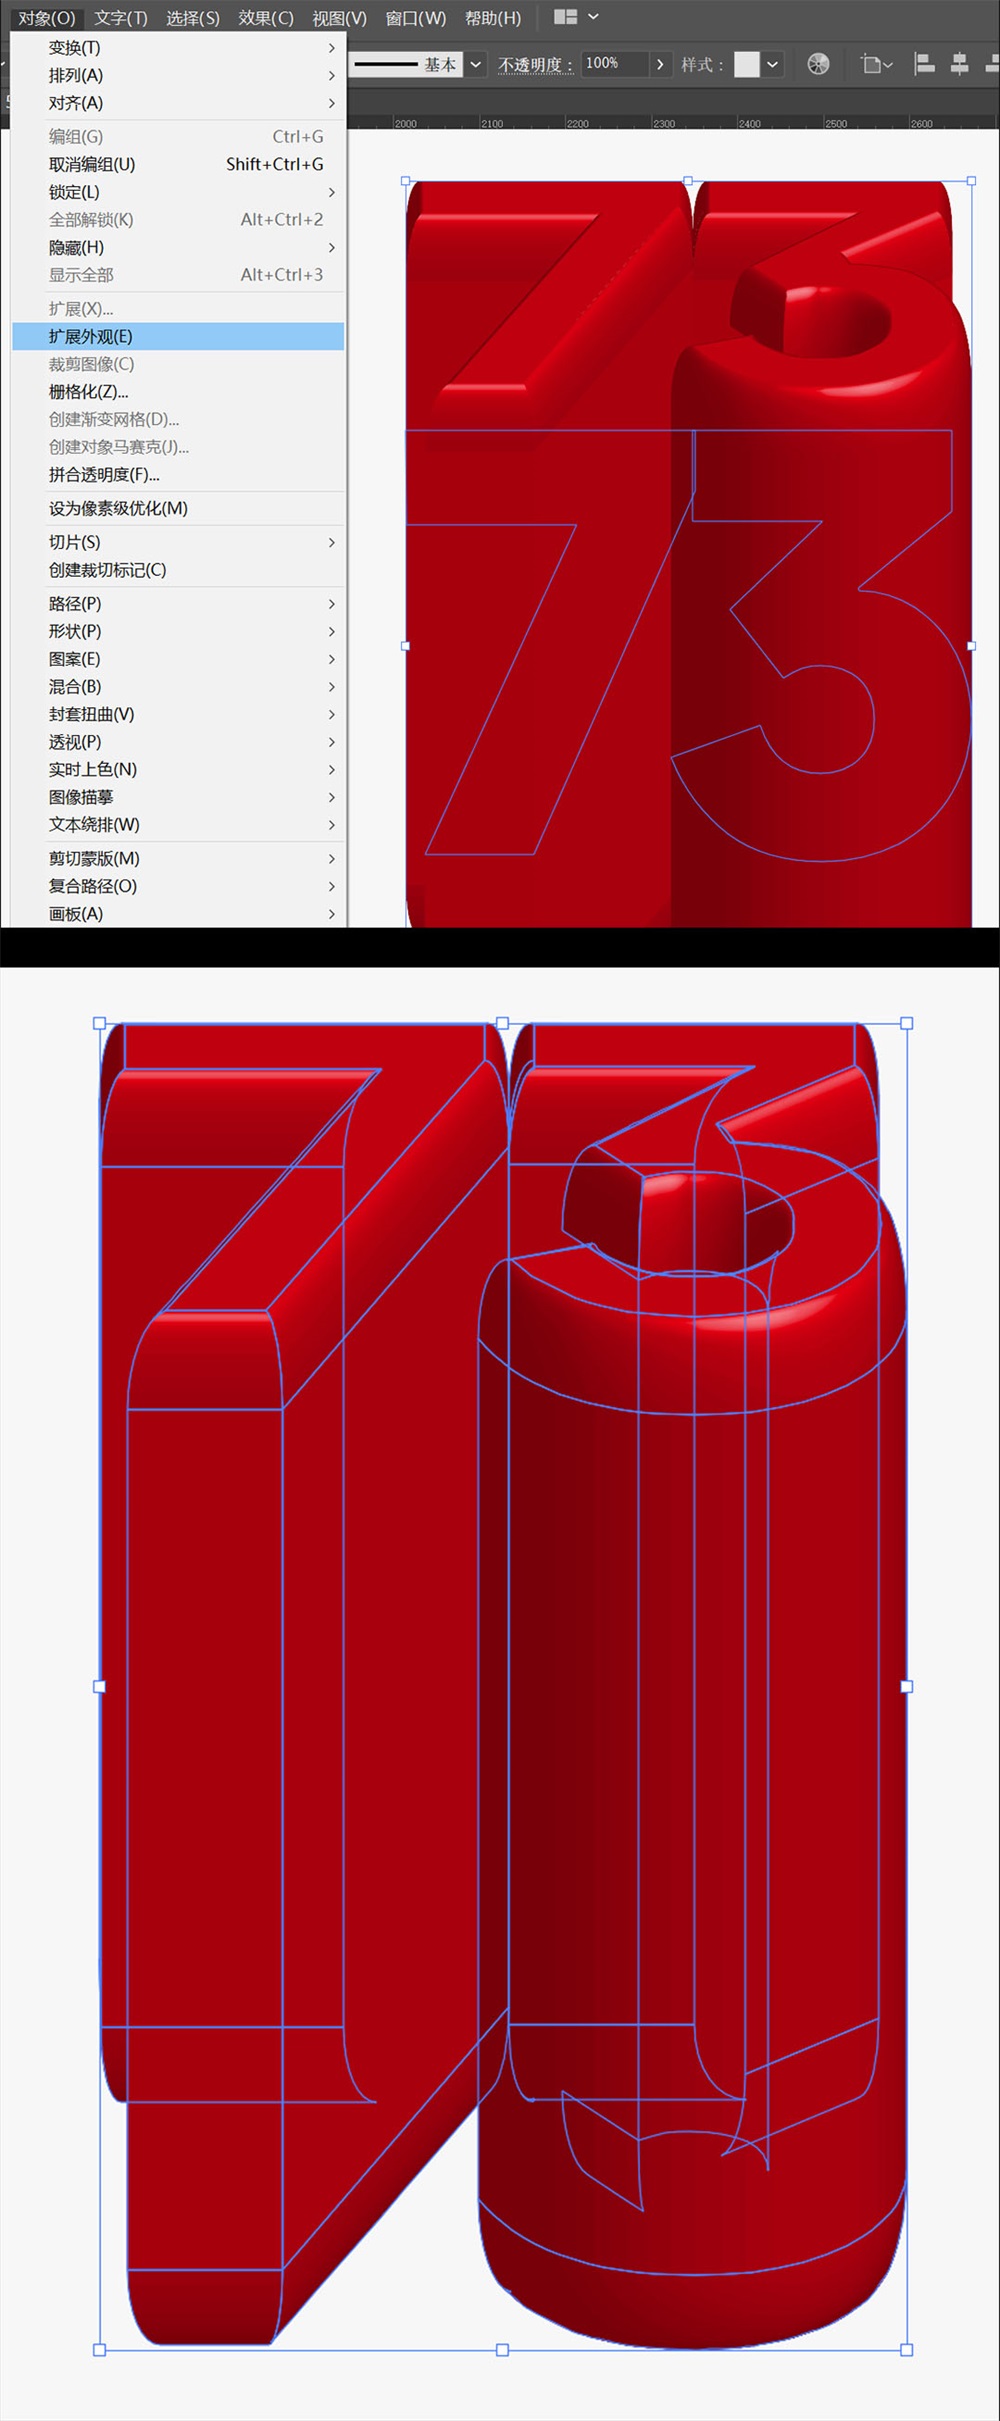 对象(O) 文字(T) 选择(S) 效果(C) 视图(V) 窗口(W) 帮助(H)
基本 不透明度: 100% 样式:
2000 2100 2200 2300 2400 2500 2600
变换(T)
排列(A)
对齐(A)
编组(G) Ctrl+G
取消编组(U) Shift+Ctrl+G
锁定(L)
全部解锁(K) Alt+Ctrl+2
隐藏(H)
显示全部 Alt+Ctrl+3
扩展(X)...
扩展外观(E)
裁剪图像(C)
栅格化(Z)...
创建渐变网格(D)...
创建对象马赛克(J)...
拼合透明度(F)...
设为像素级优化(M)
切片(S)
创建裁切标记(C)
路径(P)
形状(P)
图案(E)
混合(B)
封套扭曲(V)
透视(P)
实时上色(N)
图像描摹
文本绕排(W)
剪切蒙版(M)
复合路径(O)
画板(A)
73
73